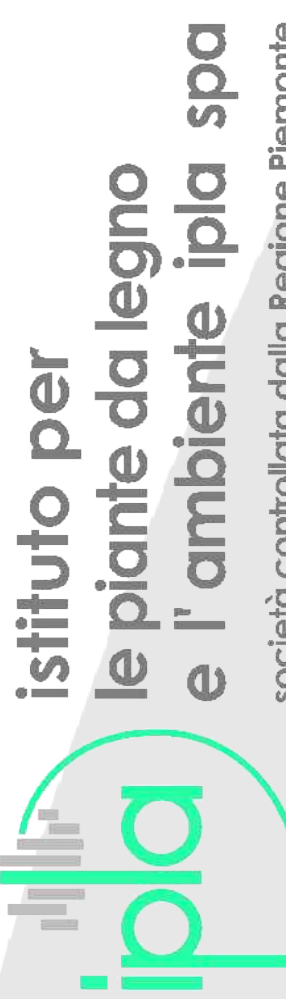 istituto per
le piante da legno
e l'ambiente ipla spa
società controllata dalla Regione Piemonte
ipla